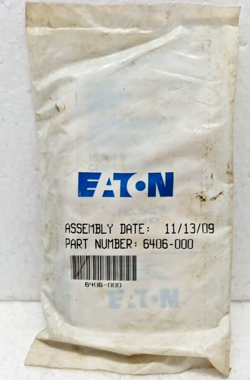 EATON
ASSEMBLY DATE: 11/13/09
PART NUMBER: 6406-000
6406-000
EATON